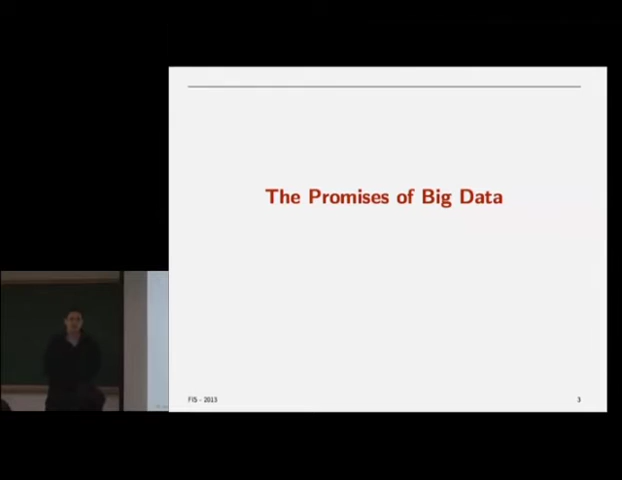 The Promises of Big Data
FIS - 2013
3